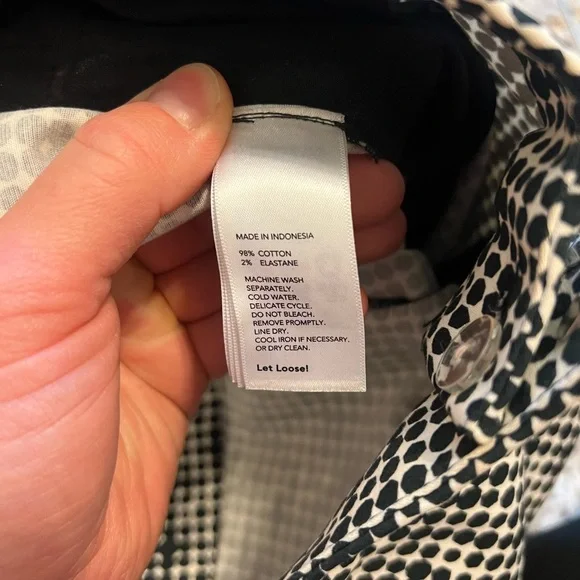 MADE IN INDONESIA
98% COTTON
2% ELASTANE
MACHINE WASH
SEPARATELY.
COLD WATER.
DELICATE CYCLE.
DO NOT BLEACH.
REMOVE PROMPTLY.
LINE DRY.
COOL IRON IF NECESSARY.
OR DRY CLEAN.
Let Loose!